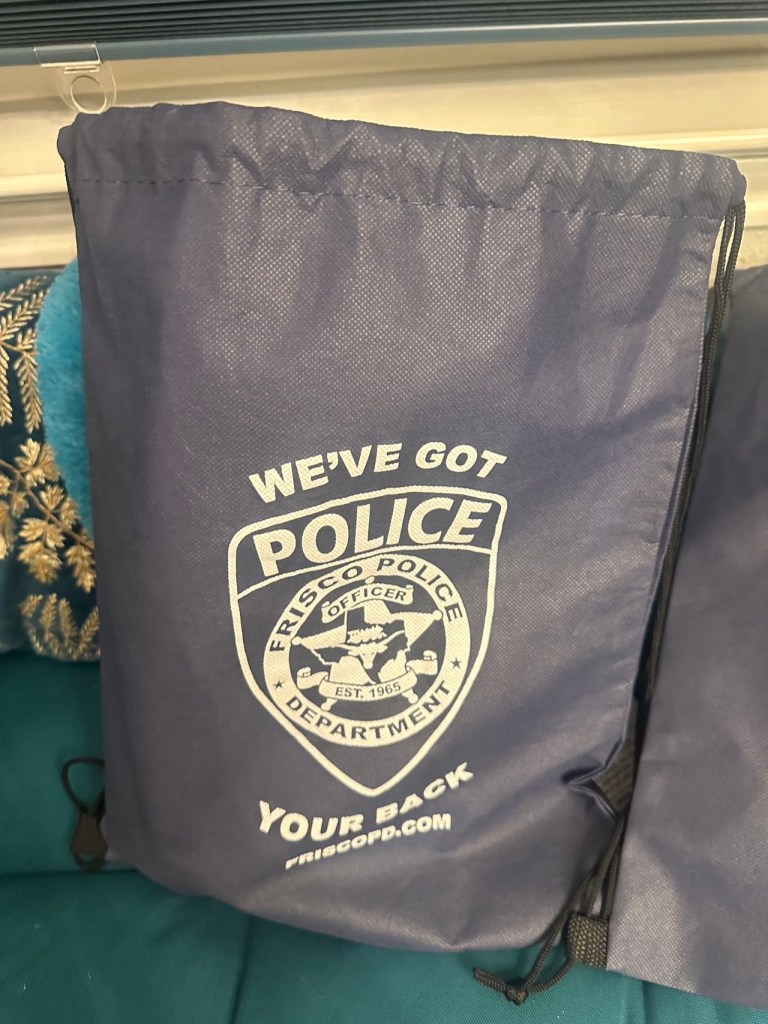 WE'VE GOT
POLICE
FRISCO POLICE
OFFICER
EST. 1965
DEPARTMENT
YOUR BACK
FRISCOPD.COM